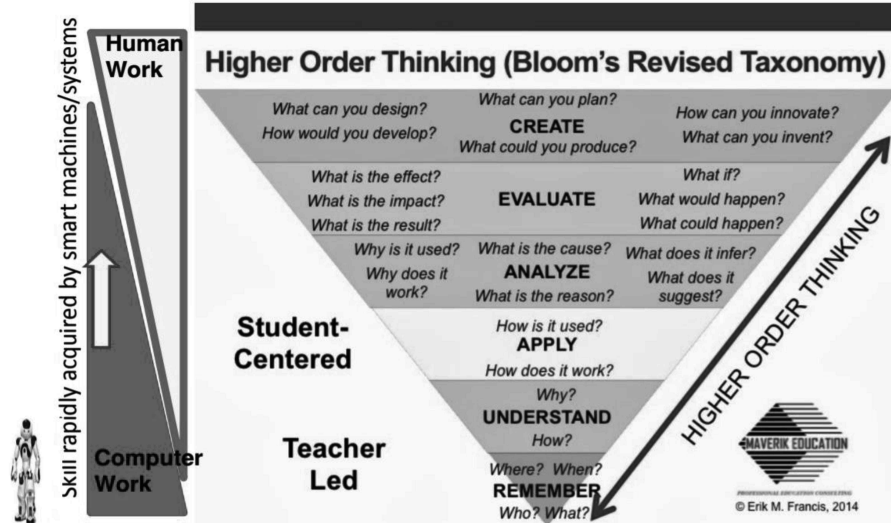 Skill rapidly acquired by smart machines/systems
Human
Work
Computer
Work
Higher Order Thinking (Bloom's Revised Taxonomy)
What can you design?
How would you develop?
What can you plan?
CREATE
What could you produce?
How can you innovate?
What can you invent?
What is the effect?
What is the impact?
What is the result?
EVALUATE
What if?
What would happen?
What could happen?
Why is it used?
Why does it
work?
What is the cause?
ANALYZE
What is the reason?
What does it infer?
What does it
suggest?
Student-
Centered
How is it used?
APPLY
How does it work?
Why?
UNDERSTAND
How?
Teacher
Led
Where? When?
REMEMBER
Who? What?
HIGHER ORDER THINKING
MAVERIK EDUCATION
PROFESSIONAL EDUCATION CONSULTING
© Erik M. Francis, 2014